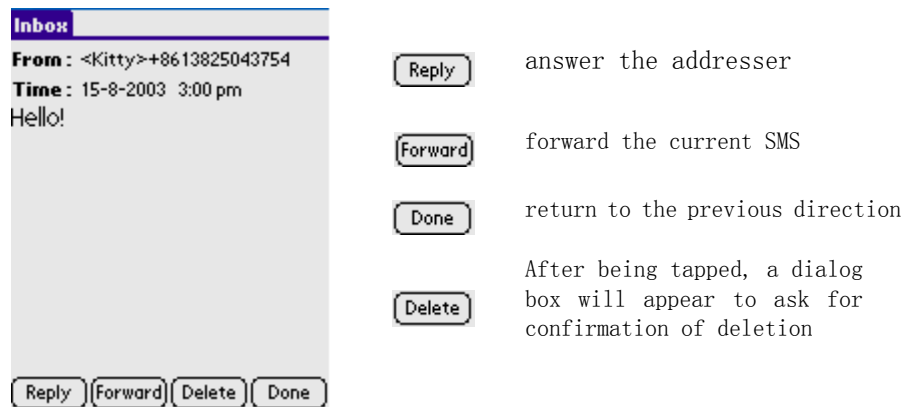 Inbox
From : <Kitty>+8613825043754
Time : 15-8-2003 3:00 pm
Hello!
Reply Forward Delete Done
Reply answer the addresser
Forward forward the current SMS
Done return to the previous direction
Delete After being tapped, a dialog
box will appear to ask for
confirmation of deletion